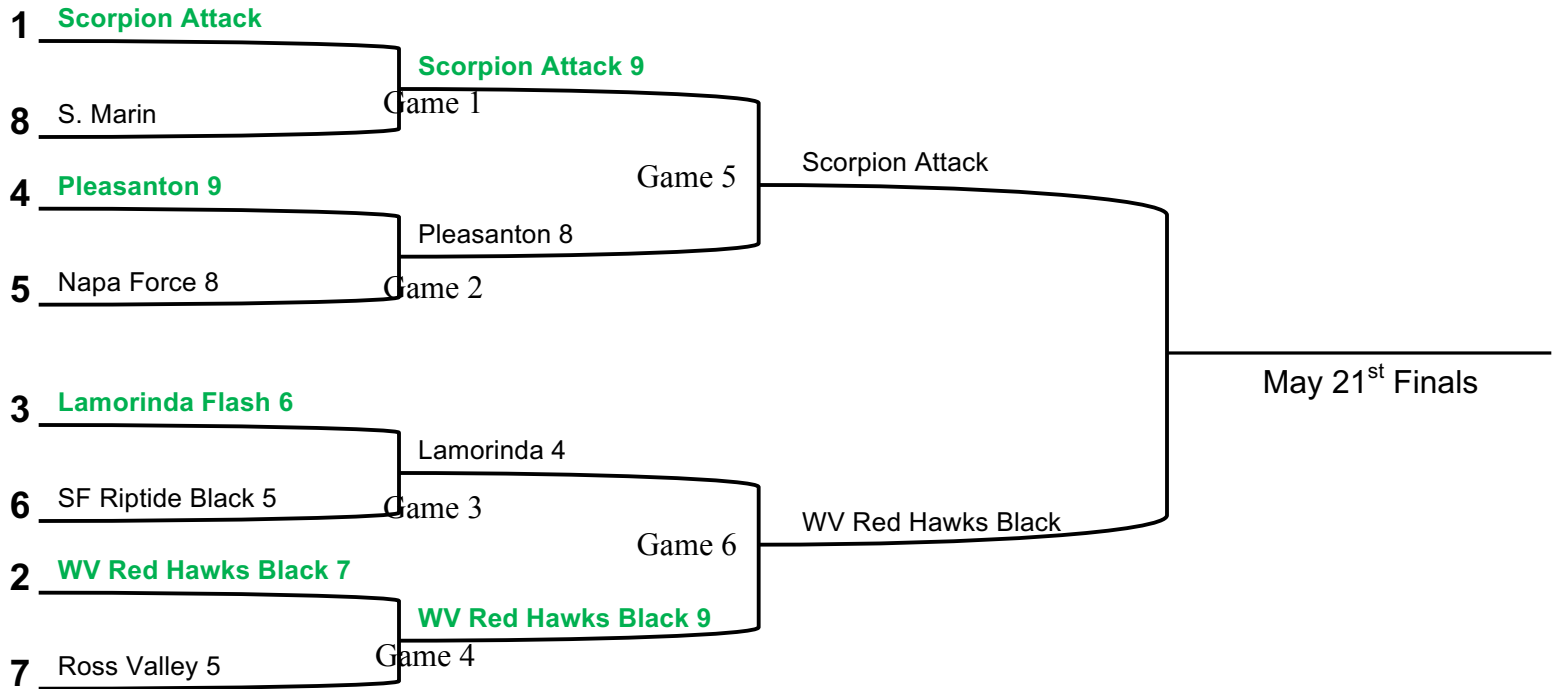 1 Scorpion Attack
Scorpion Attack 9
Game 1
8 S. Marin
Scorpion Attack
Game 5
4 Pleasanton 9
Pleasanton 8
5 Napa Force 8
Game 2
May 21st Finals
3 Lamorinda Flash 6
Lamorinda 4
6 SF Riptide Black 5
Game 3
WV Red Hawks Black
Game 6
2 WV Red Hawks Black 7
WV Red Hawks Black 9
Game 4
7 Ross Valley 5